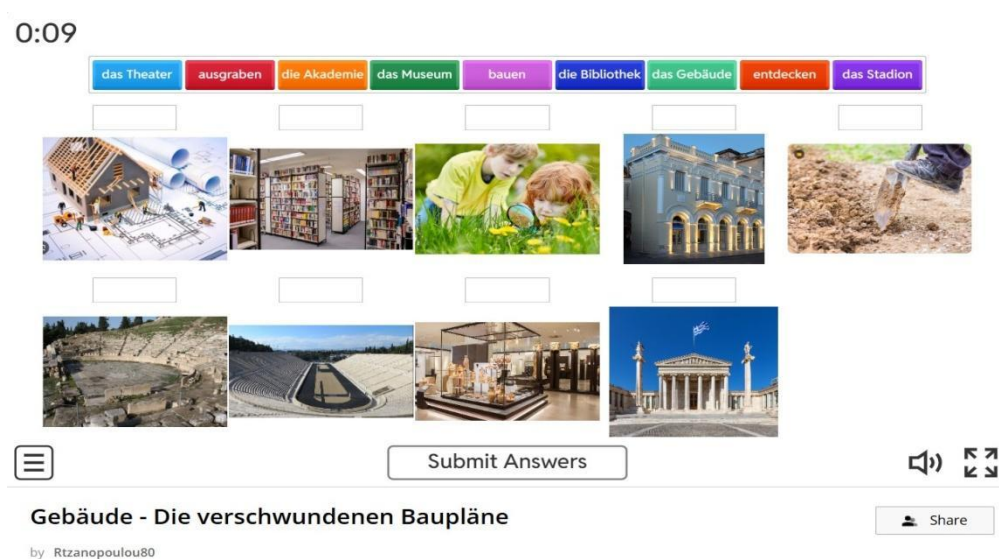 0:09
das Theater ausgraben die Akademie das Museum bauen die Bibliothek das Gebäude entdecken das Stadion
Submit Answers
Gebäude - Die verschwundenen Baupläne
Share
by Rtzanopoulou80